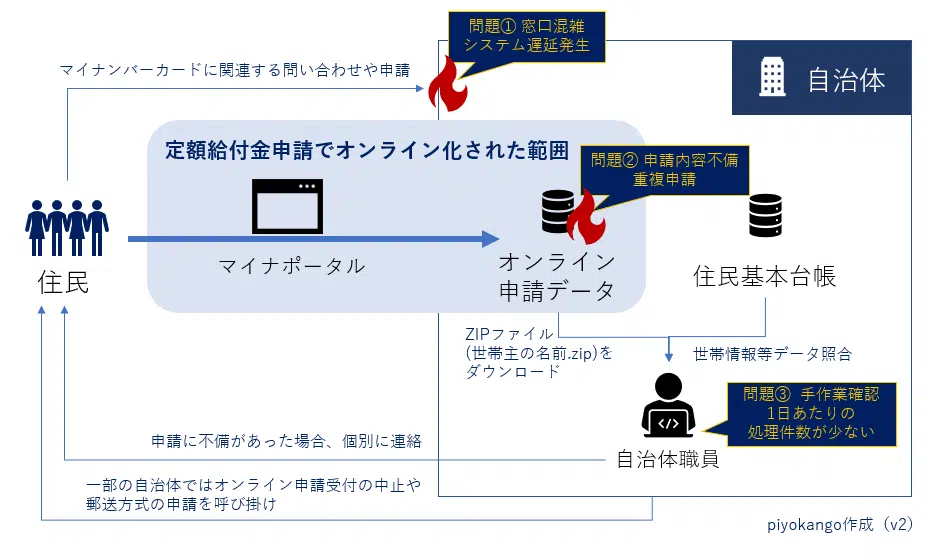 問題① 窓口混雑
システム遅延発生
マイナンバーカードに関連する問い合わせや申請
自治体
定額給付金申請でオンライン化された範囲
問題② 申請内容不備
重複申請
住民
マイナポータル
オンライン
申請データ
住民基本台帳
ZIPファイル
(世帯主の名前.zip)を
ダウンロード
世帯情報等データ照合
問題③ 手作業確認
1日あたりの
処理件数が少ない
自治体職員
申請に不備があった場合、個別に連絡
一部の自治体ではオンライン申請受付の中止や
郵送方式の申請を呼び掛け
piyokango作成（v2）